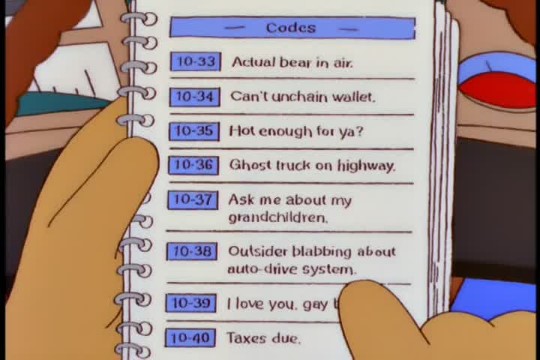 Codes
10-33 Actual bear in air.
10-34 Can't unchain wallet.
10-35 Hot enough for ya?
10-36 Ghost truck on highway.
10-37 Ask me about my
grandchildren.
10-38 Outsider blabbing about
auto-drive system.
10-39 I love you, gay
10-40 Taxes due.